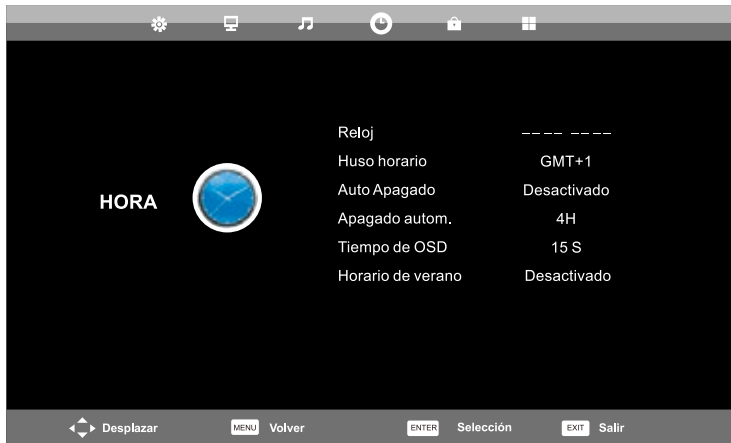 Reloj -- -- -- --
Huso horario GMT+1
Auto Apagado Desactivado
HORA
Apagado autom. 4H
Tiempo de OSD 15 S
Horario de verano Desactivado
Desplazar MENU Volver ENTER Selección EXIT Salir